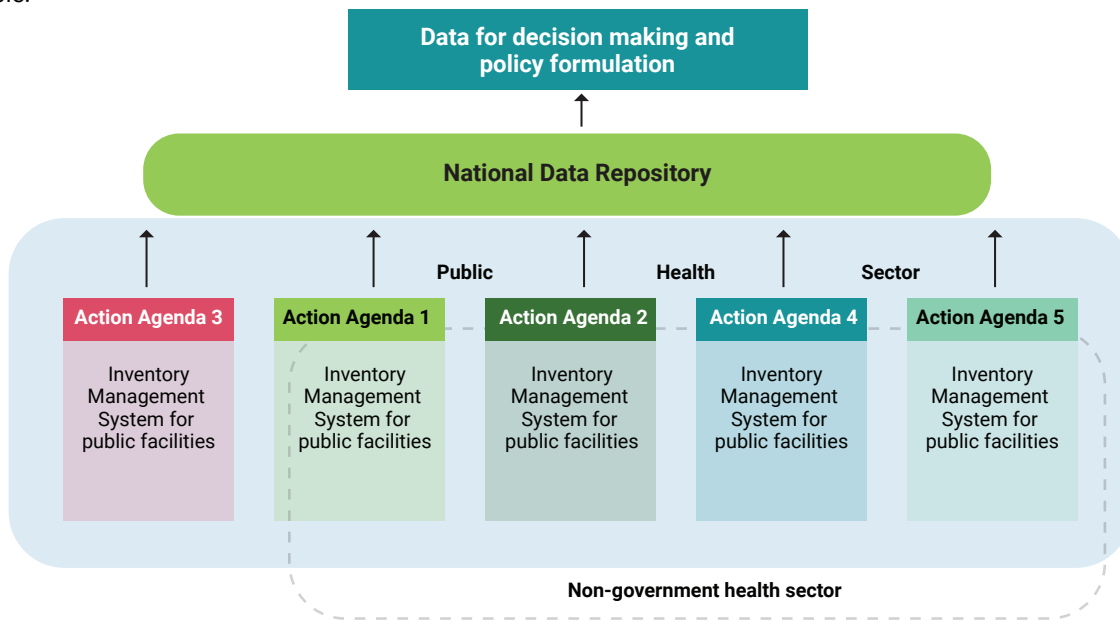 Data for decision making and
policy formulation
National Data Repository
Public Health Sector
Action Agenda 3
Inventory
Management
System for
public facilities
Action Agenda 1
Inventory
Management
System for
public facilities
Action Agenda 2
Inventory
Management
System for
public facilities
Action Agenda 4
Inventory
Management
System for
public facilities
Action Agenda 5
Inventory
Management
System for
public facilities
Non-government health sector